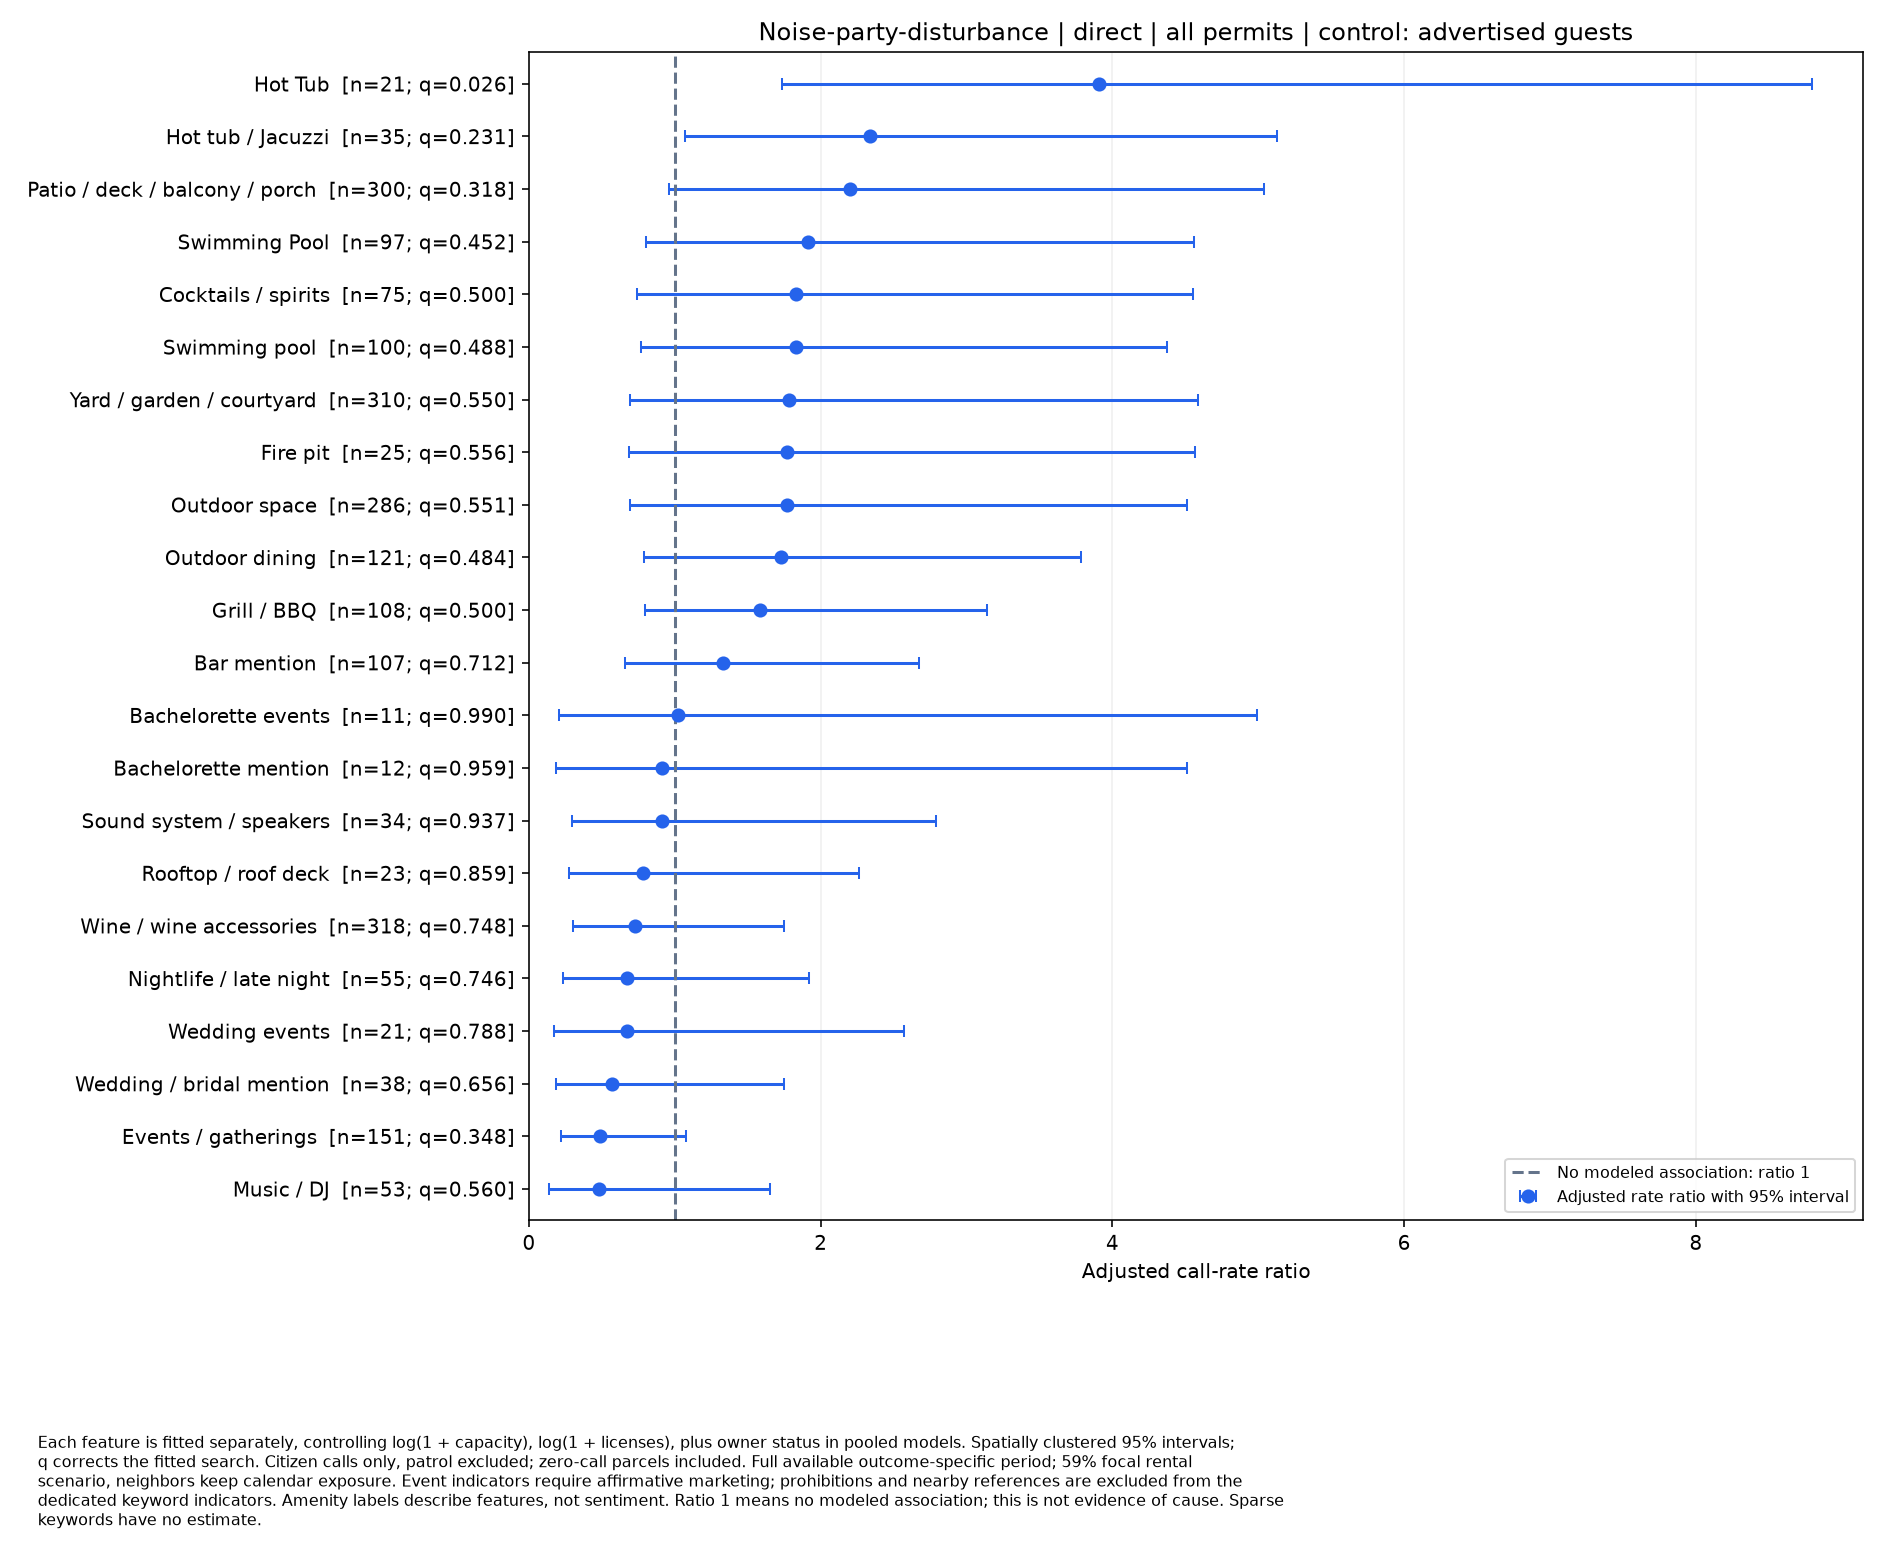 Noise-party-disturbance | direct | all permits | control: advertised guests
Hot Tub [n=21; q=0.026]
Hot tub / Jacuzzi [n=35; q=0.231]
Patio / deck / balcony / porch [n=300; q=0.318]
Swimming Pool [n=97; q=0.452]
Cocktails / spirits [n=75; q=0.500]
Swimming pool [n=100; q=0.488]
Yard / garden / courtyard [n=310; q=0.550]
Fire pit [n=25; q=0.556]
Outdoor space [n=286; q=0.551]
Outdoor dining [n=121; q=0.484]
Grill / BBQ [n=108; q=0.500]
Bar mention [n=107; q=0.712]
Bachelorette events [n=11; q=0.990]
Bachelorette mention [n=12; q=0.959]
Sound system / speakers [n=34; q=0.937]
Rooftop / roof deck [n=23; q=0.859]
Wine / wine accessories [n=318; q=0.748]
Nightlife / late night [n=55; q=0.746]
Wedding events [n=21; q=0.788]
Wedding / bridal mention [n=38; q=0.656]
Events / gatherings [n=151; q=0.348]
Music / DJ [n=53; q=0.560]
No modeled association: ratio 1
Adjusted rate ratio with 95% interval
0 2 4 6 8
Adjusted call-rate ratio
Each feature is fitted separately, controlling log(1 + capacity), log(1 + licenses), plus owner status in pooled models. Spatially clustered 95% intervals;
q corrects the fitted search. Citizen calls only, patrol excluded; zero-call parcels included. Full available outcome-specific period; 59% focal rental
scenario, neighbors keep calendar exposure. Event indicators require affirmative marketing; prohibitions and nearby references are excluded from the
dedicated keyword indicators. Amenity labels describe features, not sentiment. Ratio 1 means no modeled association; this is not evidence of cause. Sparse
keywords have no estimate.